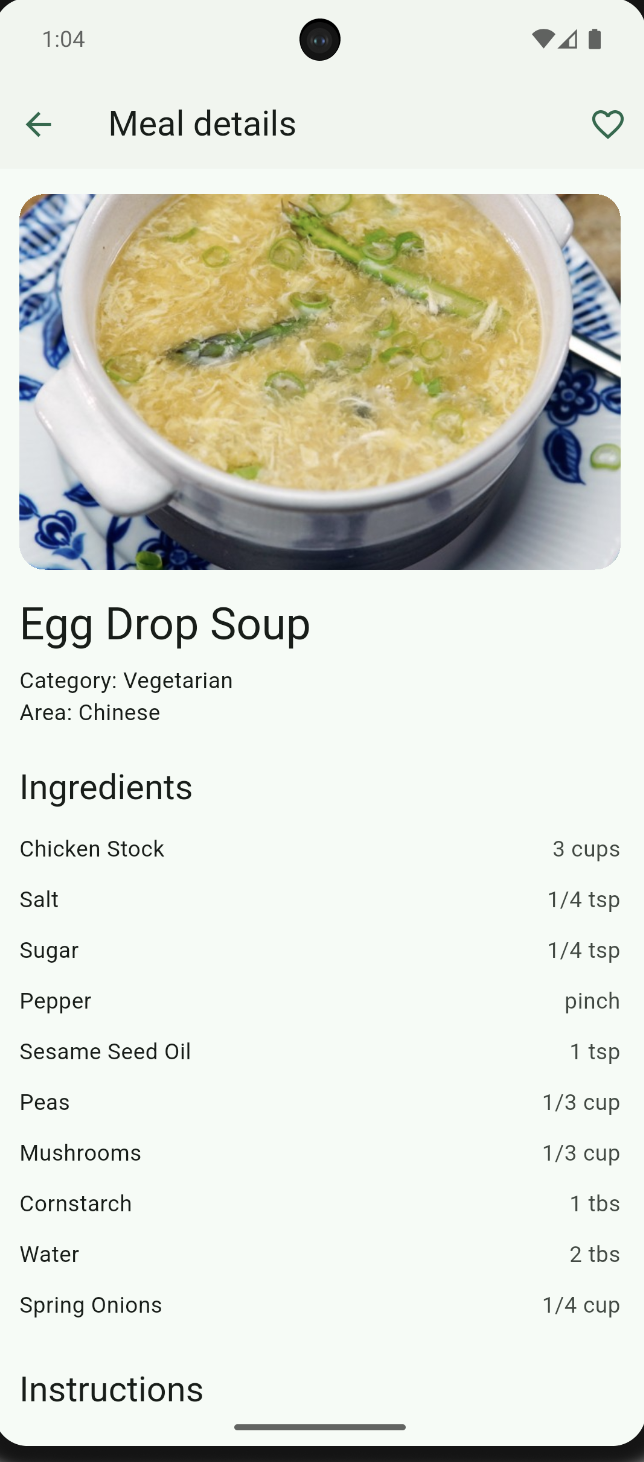 1:04
Meal details
Egg Drop Soup
Category: Vegetarian
Area: Chinese
Ingredients
Chicken Stock 3 cups
Salt 1/4 tsp
Sugar 1/4 tsp
Pepper pinch
Sesame Seed Oil 1 tsp
Peas 1/3 cup
Mushrooms 1/3 cup
Cornstarch 1 tbs
Water 2 tbs
Spring Onions 1/4 cup
Instructions